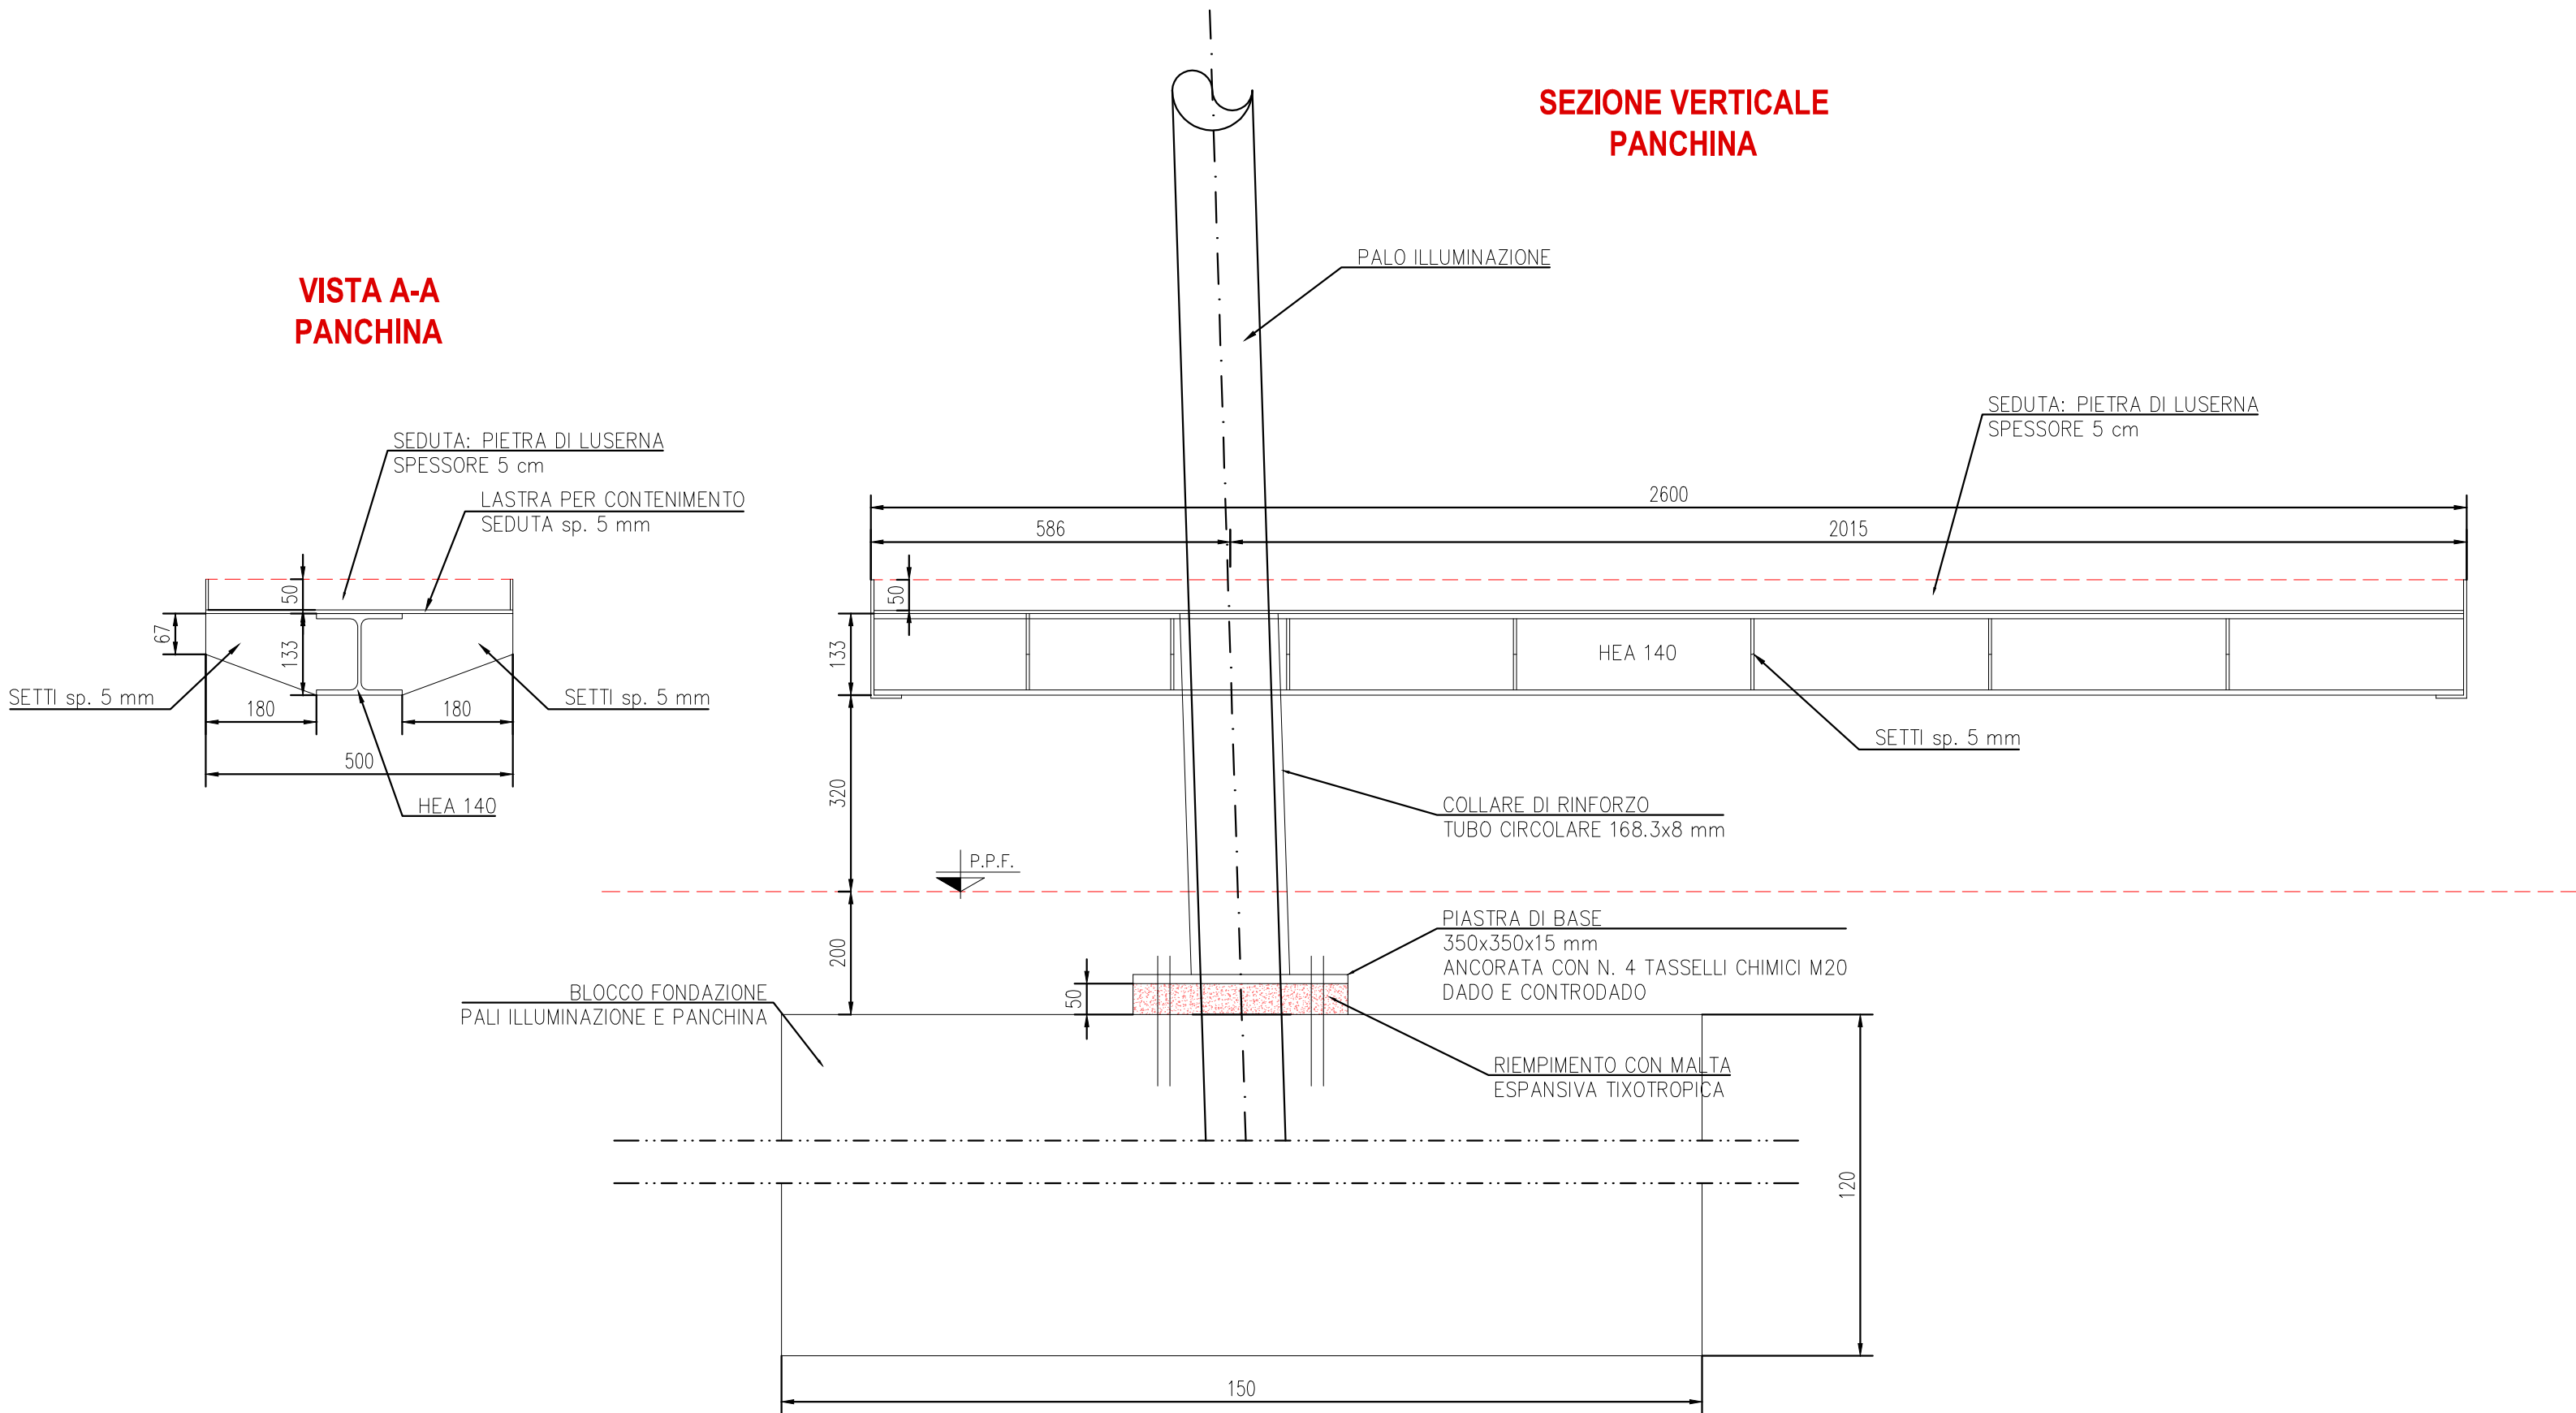 SEZIONE VERTICALE
PANCHINA
PALO ILLUMINAZIONE
VISTA A-A
PANCHINA
SEDUTA: PIETRA DI LUSERNA
SPESSORE 5 cm
LASTRA PER CONTENIMENTO
SEDUTA sp. 5 mm
50
67
133
SETTI sp. 5 mm
SETTI sp. 5 mm
180
180
500
HEA 140
SEDUTA: PIETRA DI LUSERNA
SPESSORE 5 cm
2600
586
2015
50
133
HEA 140
SETTI sp. 5 mm
320
COLLARE DI RINFORZO
TUBO CIRCOLARE 168.3x8 mm
P.P.F.
200
PIASTRA DI BASE
350x350x15 mm
ANCORATA CON N. 4 TASSELLI CHIMICI M20
DADO E CONTRODADO
50
BLOCCO FONDAZIONE
PALI ILLUMINAZIONE E PANCHINA
RIEMPIMENTO CON MALTA
ESPANSIVA TIXOTROPICA
120
150